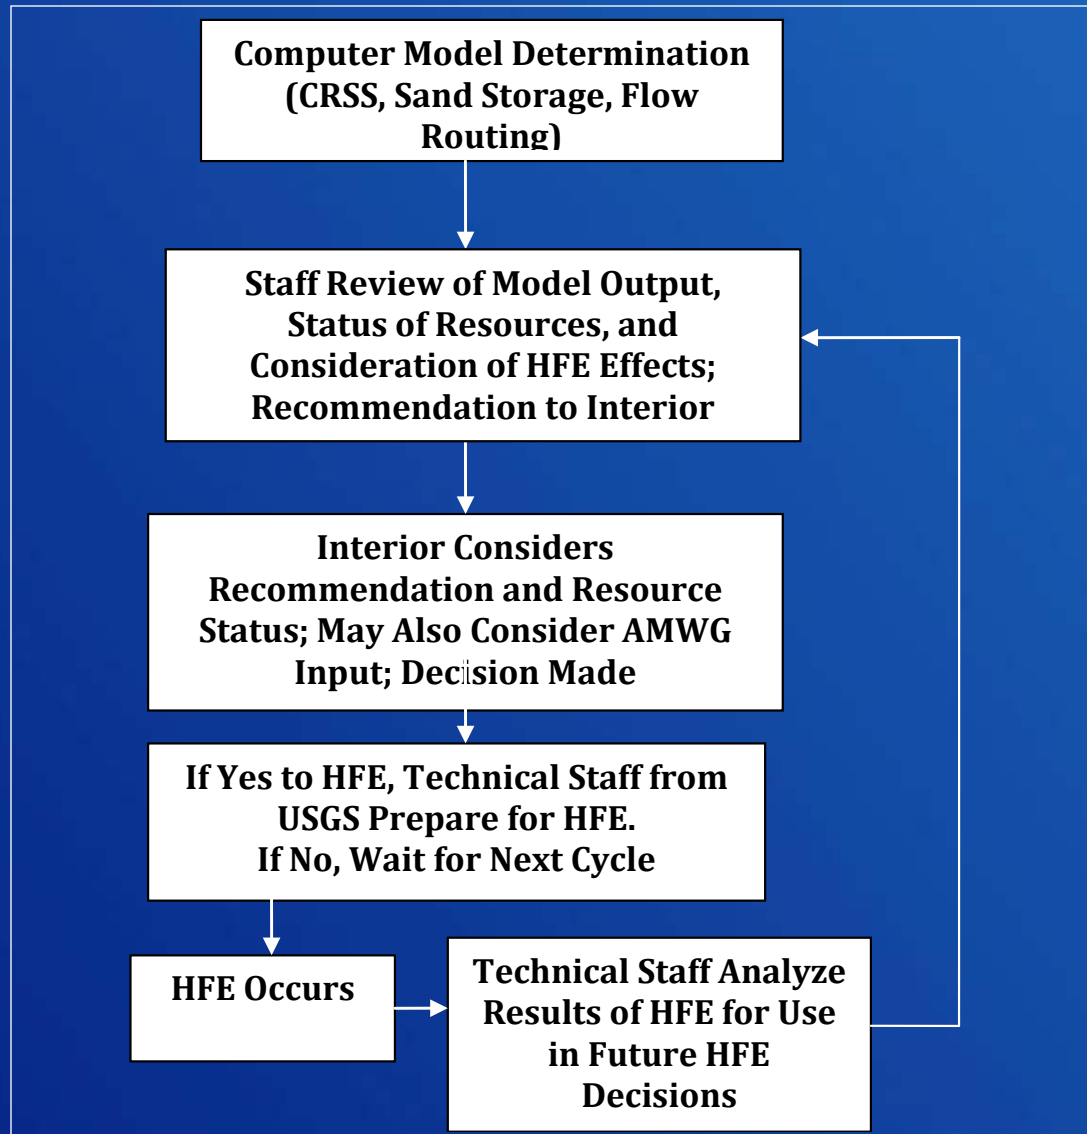 Computer Model Determination
(CRSS, Sand Storage, Flow
Routing)
Staff Review of Model Output,
Status of Resources, and
Consideration of HFE Effects;
Recommendation to Interior
Interior Considers
Recommendation and Resource
Status; May Also Consider AMWG
Input; Decision Made
If Yes to HFE, Technical Staff from
USGS Prepare for HFE.
If No, Wait for Next Cycle
HFE Occurs
Technical Staff Analyze
Results of HFE for Use
in Future HFE
Decisions